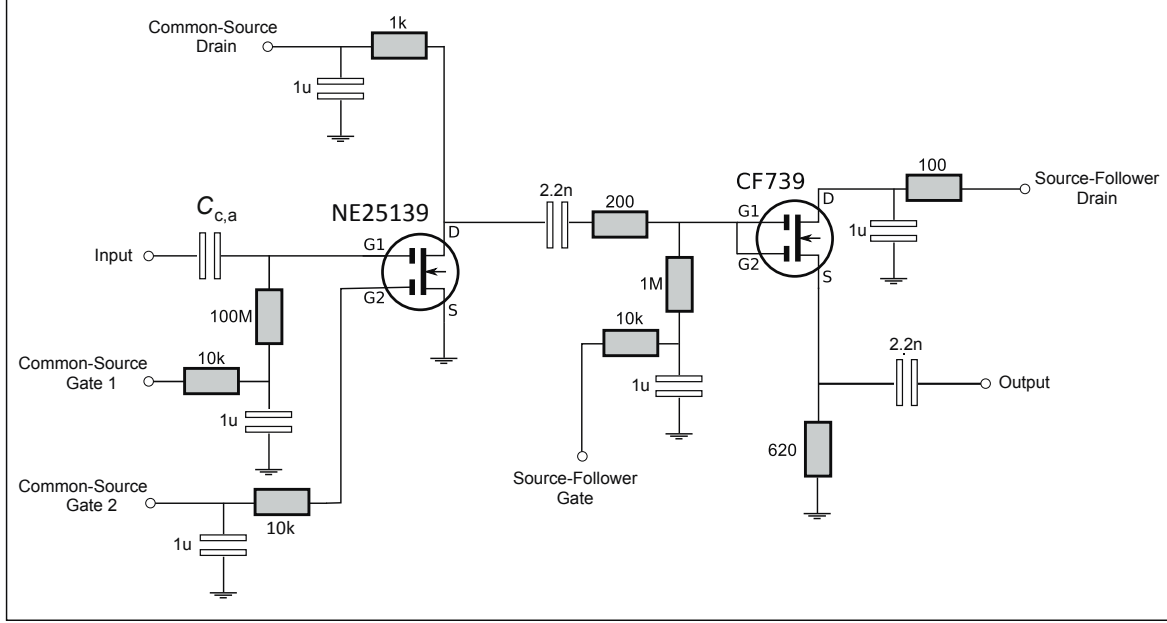 Common-Source
Drain
1k
1u
C c,a
NE25139
D
Input
G1
G2
S
100M
Common-Source
Gate 1
10k
1u
Common-Source
Gate 2
10k
1u
2.2n
200
1M
10k
1u
Source-Follower
Gate
CF739
D
G1
G2
S
100
Source-Follower
Drain
1u
2.2n
Output
620